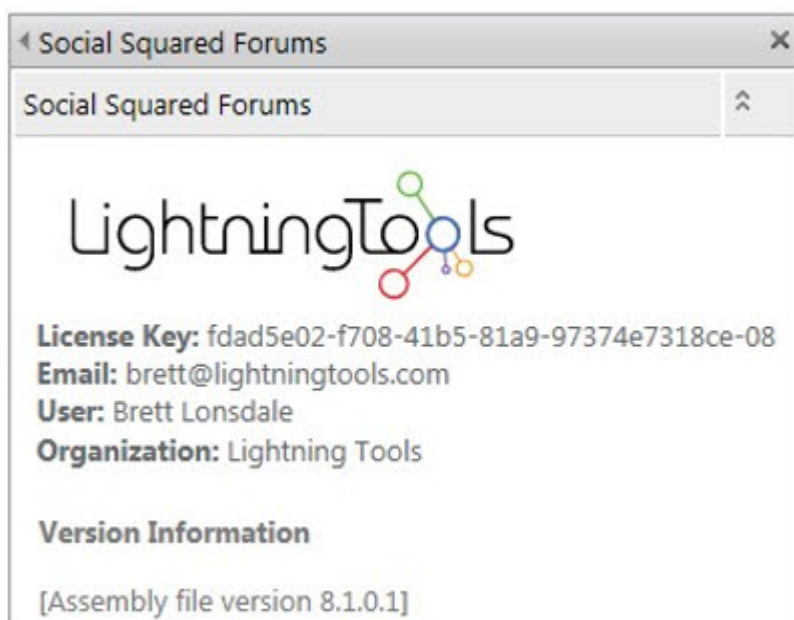 Social Squared Forums
Social Squared Forums
LightningTools
License Key: fdad5e02-f708-41b5-81a9-97374e7318ce-08
Email: brett@lightningtools.com
User: Brett Lonsdale
Organization: Lightning Tools
Version Information
[Assembly file version 8.1.0.1]